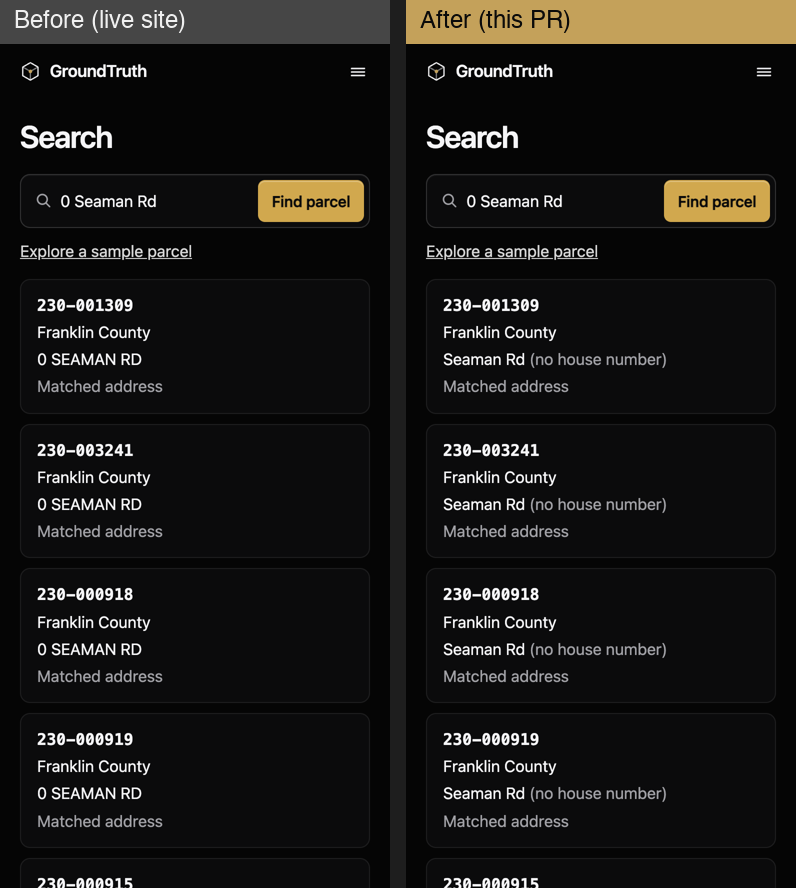 Before (live site)
GroundTruth
Search
0 Seaman Rd
Find parcel
Explore a sample parcel
230-001309
Franklin County
0 SEAMAN RD
Matched address
230-003241
Franklin County
0 SEAMAN RD
Matched address
230-000918
Franklin County
0 SEAMAN RD
Matched address
230-000919
Franklin County
0 SEAMAN RD
Matched address
230-000915
After (this PR)
GroundTruth
Search
0 Seaman Rd
Find parcel
Explore a sample parcel
230-001309
Franklin County
Seaman Rd (no house number)
Matched address
230-003241
Franklin County
Seaman Rd (no house number)
Matched address
230-000918
Franklin County
Seaman Rd (no house number)
Matched address
230-000919
Franklin County
Seaman Rd (no house number)
Matched address
230-000915